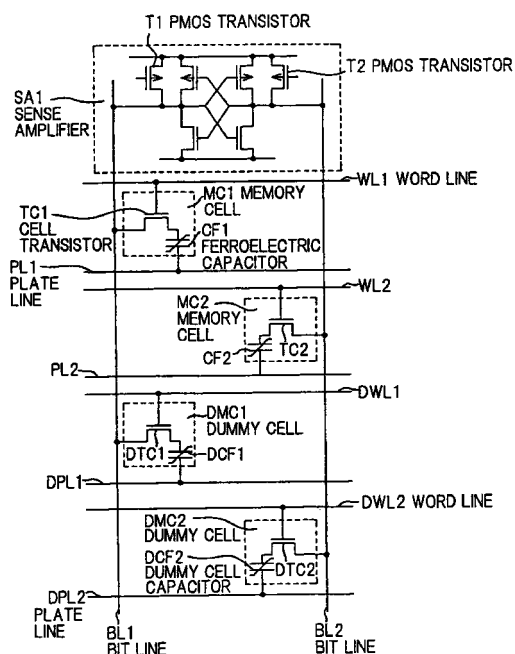 T1 PMOS TRANSISTOR
T2 PMOS TRANSISTOR
SA1
SENSE
AMPLIFIER
WL1 WORD LINE
MC1 MEMORY
CELL
TC1
CELL
TRANSISTOR
CF1
FERROELECTRIC
CAPACITOR
PL1
PLATE
LINE
WL2
MC2
MEMORY
CELL
CF2
TC2
PL2
DWL1
DMC1
DUMMY CELL
DTC1
DCF1
DPL1
DWL2 WORD LINE
DMC2
DUMMY CELL
DCF2
DUMMY CELL
CAPACITOR
DTC2
DPL2
PLATE
LINE
BL1
BIT LINE
BL2
BIT LINE